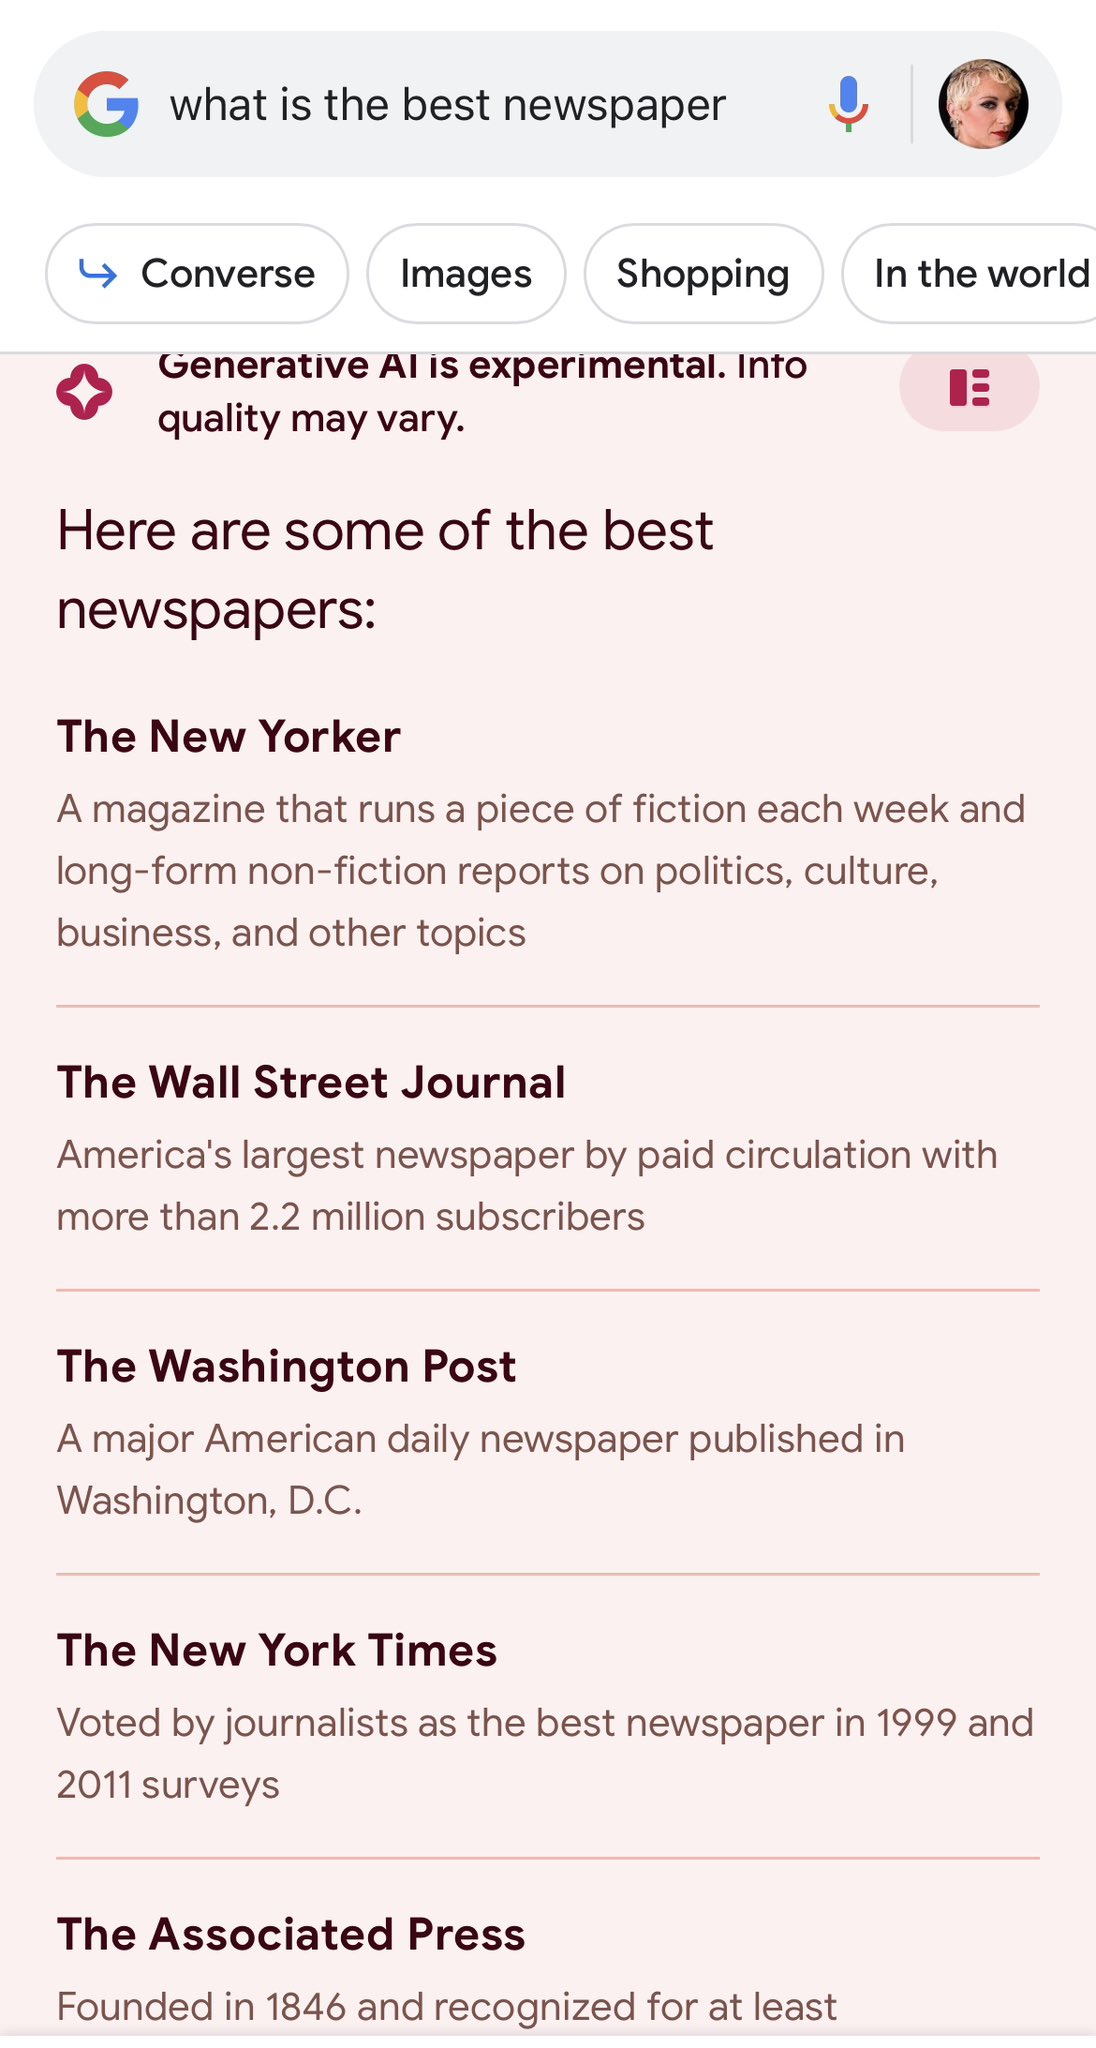 what is the best newspaper
Converse
Images
Shopping
In the world
Generative AI is experimental. Info
quality may vary.
Here are some of the best
newspapers:
The New Yorker
A magazine that runs a piece of fiction each week and
long-form non-fiction reports on politics, culture,
business, and other topics
The Wall Street Journal
America's largest newspaper by paid circulation with
more than 2.2 million subscribers
The Washington Post
A major American daily newspaper published in
Washington, D.C.
The New York Times
Voted by journalists as the best newspaper in 1999 and
2011 surveys
The Associated Press
Founded in 1846 and recognized for at least